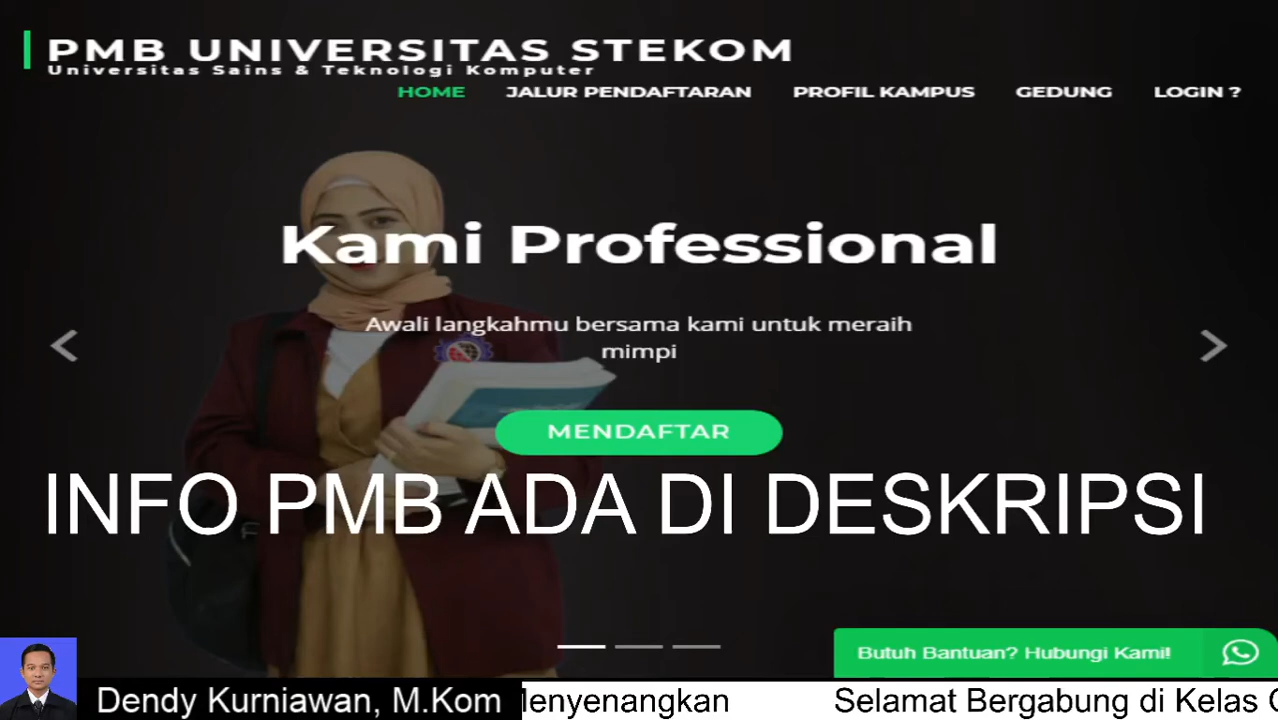 PMB UNIVERSITAS STEKOM
Universitas Sains & Teknologi Komputer
HOME JALUR PENDAFTARAN PROFIL KAMPUS GEDUNG LOGIN ?
Kami Professional
Awali langkahmu bersama kami untuk meraih
mimpi
MENDAFTAR
INFO PMB ADA DI DESKRIPSI
Butuh Bantuan? Hubungi Kami!
Dendy Kurniawan, M.Kom
Menyenangkan Selamat Bergabung di Kelas